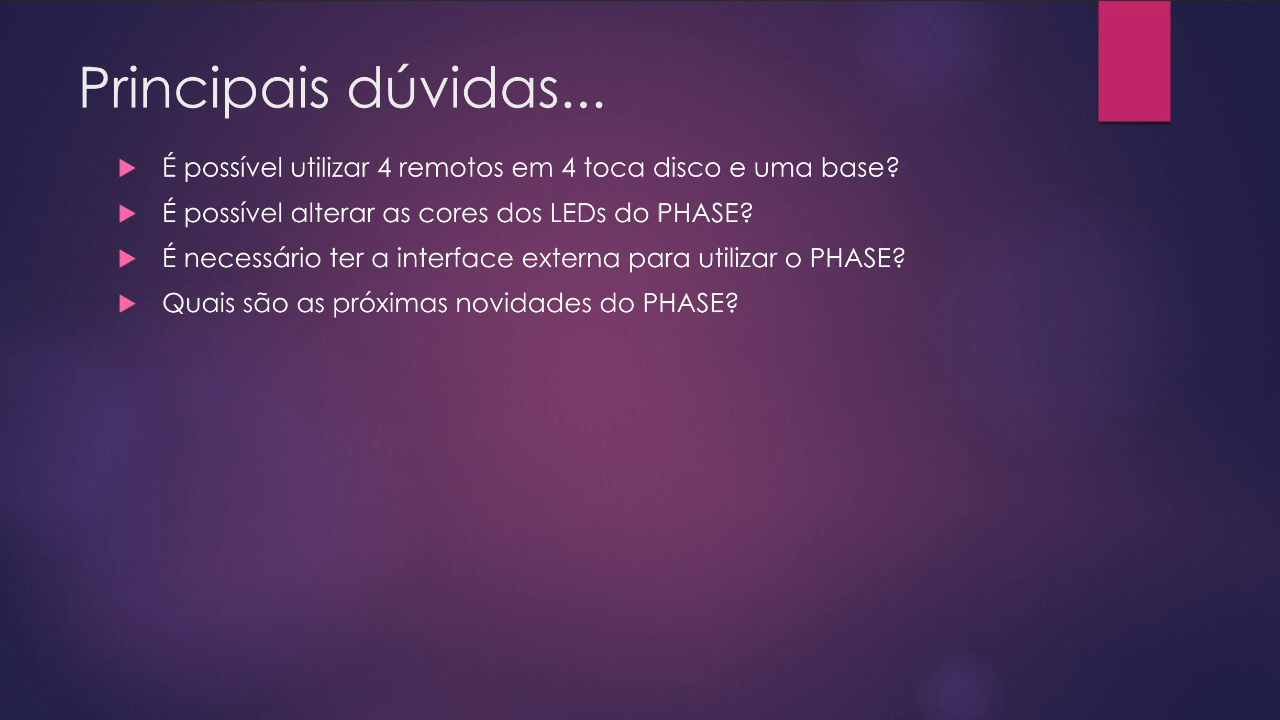 Principais dúvidas...
É possível utilizar 4 remotos em 4 toca disco e uma base?
É possível alterar as cores dos LEDs do PHASE?
É necessário ter a interface externa para utilizar o PHASE?
Quais são as próximas novidades do PHASE?